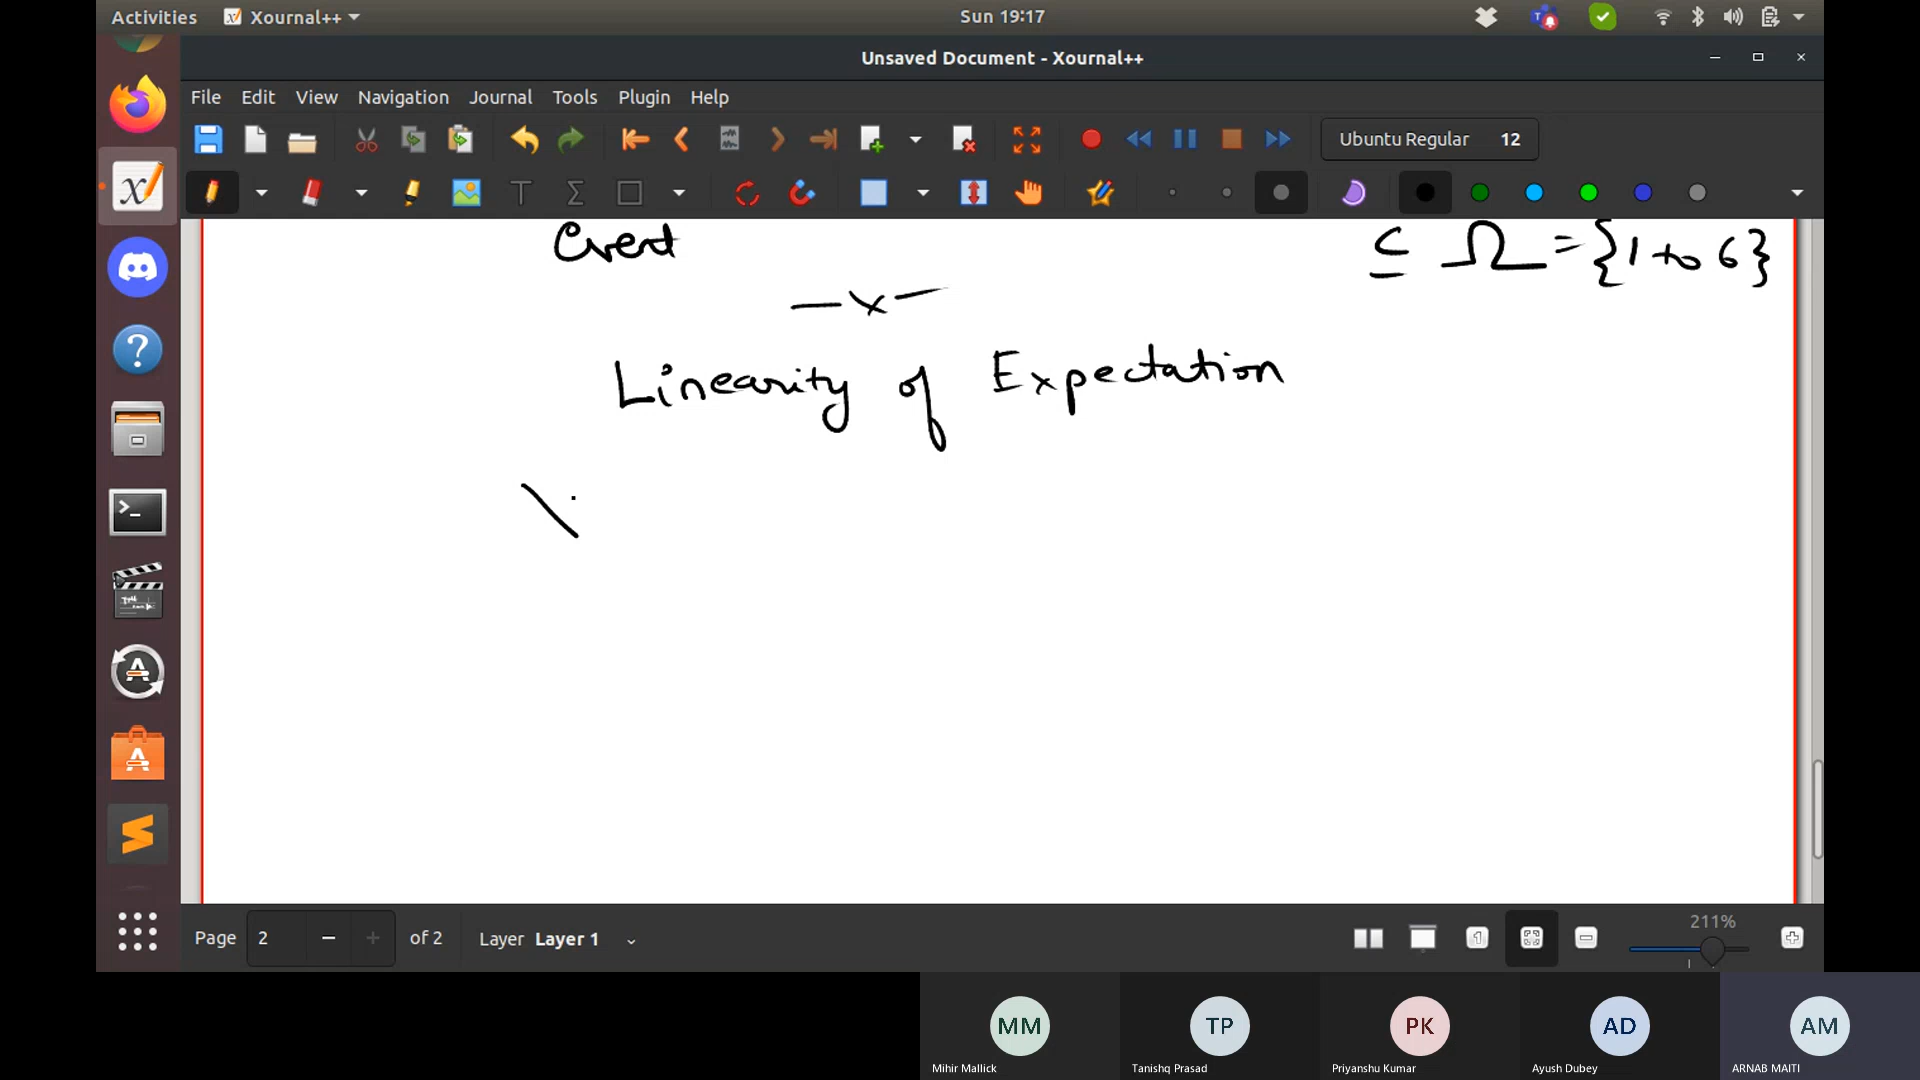 Activities Xournal++ Sun 19:17
Unsaved Document - Xournal++
File Edit View Navigation Journal Tools Plugin Help
Ubuntu Regular 12
Event ⊆ Ω = {1 to 6}
— x —
Linearity of Expectation
Page 2 of 2 Layer Layer 1 211%
MM TP PK AD AM
Mihir Mallick Tanishq Prasad Priyanshu Kumar Ayush Dubey ARNAB MAITI